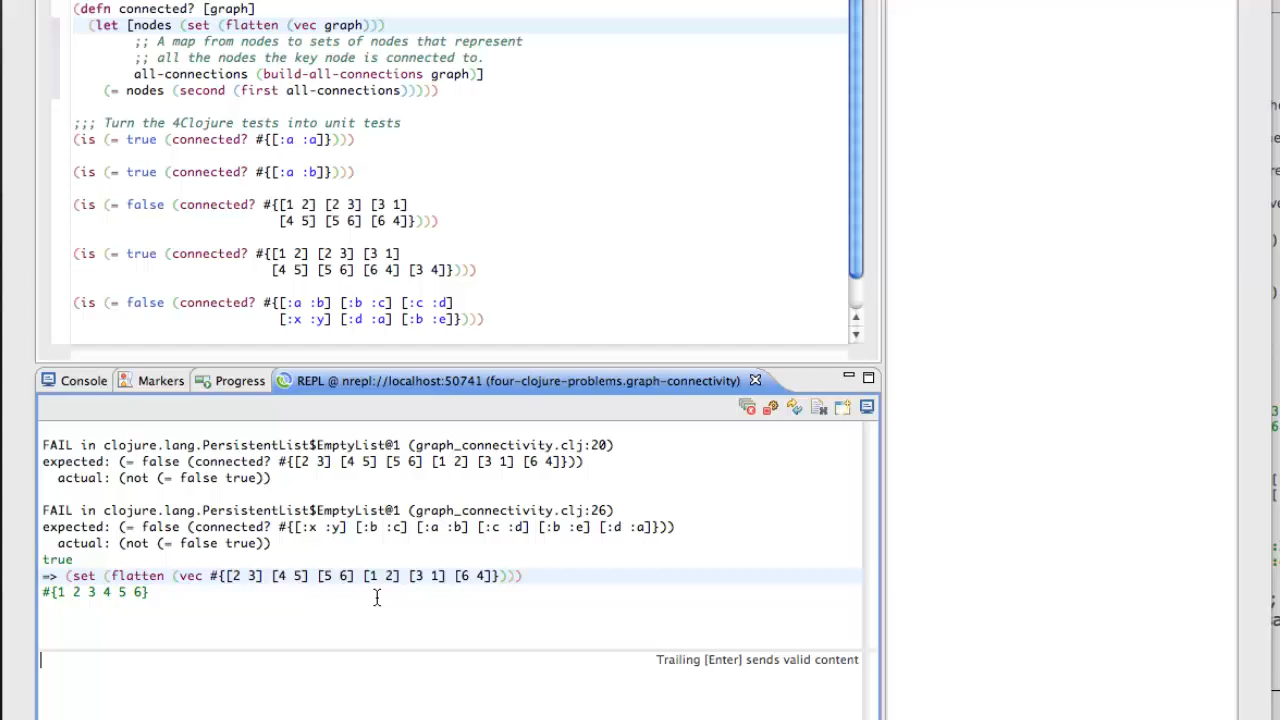 (defn connected? [graph]
(let [nodes (set (flatten (vec graph)))
;; A map from nodes to sets of nodes that represent
;; all the nodes the key node is connected to.
all-connections (build-all-connections graph)]
(= nodes (second (first all-connections)))))
;;; Turn the 4Clojure tests into unit tests
(is (= true (connected? #{[:a :a]})))
(is (= true (connected? #{[:a :b]})))
(is (= false (connected? #{[1 2] [2 3] [3 1]
[4 5] [5 6] [6 4]})))
(is (= true (connected? #{[1 2] [2 3] [3 1]
[4 5] [5 6] [6 4] [3 4]})))
(is (= false (connected? #{[:a :b] [:b :c] [:c :d]
[:x :y] [:d :a] [:b :e]})))
Console Markers Progress REPL @ nrepl://localhost:50741 (four-clojure-problems.graph-connectivity)
FAIL in clojure.lang.PersistentList$EmptyList@1 (graph_connectivity.clj:20)
expected: (= false (connected? #{[2 3] [4 5] [5 6] [1 2] [3 1] [6 4]}))
actual: (not (= false true))
FAIL in clojure.lang.PersistentList$EmptyList@1 (graph_connectivity.clj:26)
expected: (= false (connected? #{[:x :y] [:b :c] [:a :b] [:c :d] [:b :e] [:d :a]}))
actual: (not (= false true))
true
=> (set (flatten (vec #{[2 3] [4 5] [5 6] [1 2] [3 1] [6 4]})))
#{1 2 3 4 5 6}
Trailing [Enter] sends valid content